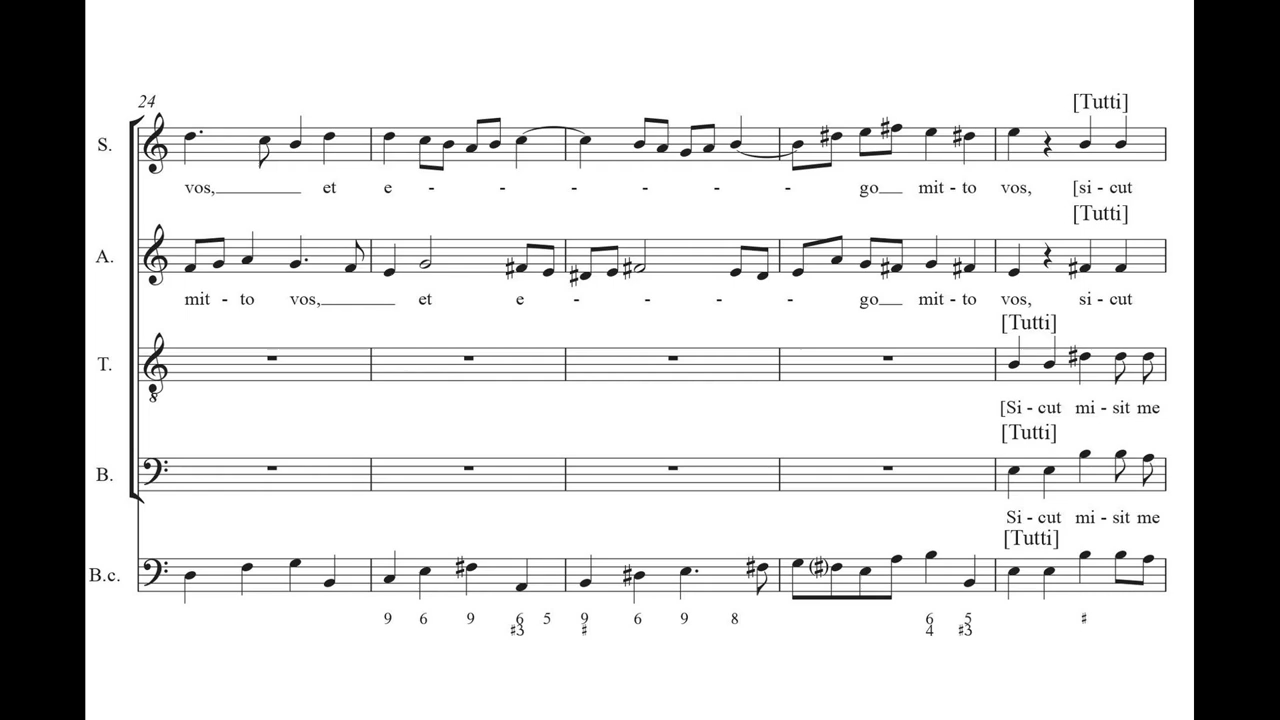 24
[Tutti]
S.
vos, et e - - - - - - go mit - to vos, [si - cut
[Tutti]
A.
mit - to vos, et e - - - - go mit - to vos, si - cut
[Tutti]
T.
8
[Si - cut mi - sit me
[Tutti]
B.
Si - cut mi - sit me
[Tutti]
B.c.
9 6 9 6 5 9 6 9 8 6 5 ♯
♯3 ♯ 4 ♯3